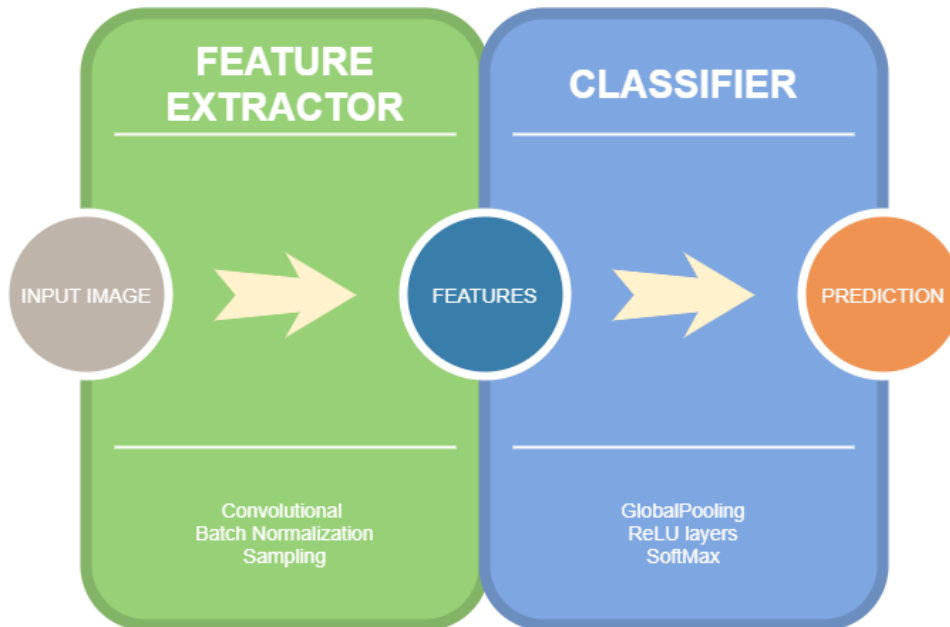 FEATURE
EXTRACTOR
CLASSIFIER
INPUT IMAGE
FEATURES
PREDICTION
Convolutional
Batch Normalization
Sampling
GlobalPooling
ReLU layers
SoftMax